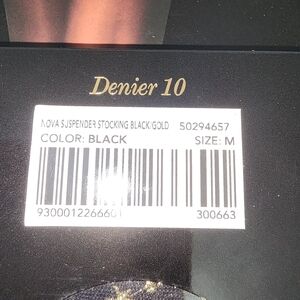 Denier 10
NOVA SUSPENDER STOCKING BLACK/GOLD 50294657
COLOR: BLACK SIZE: M
9300012266601 300663